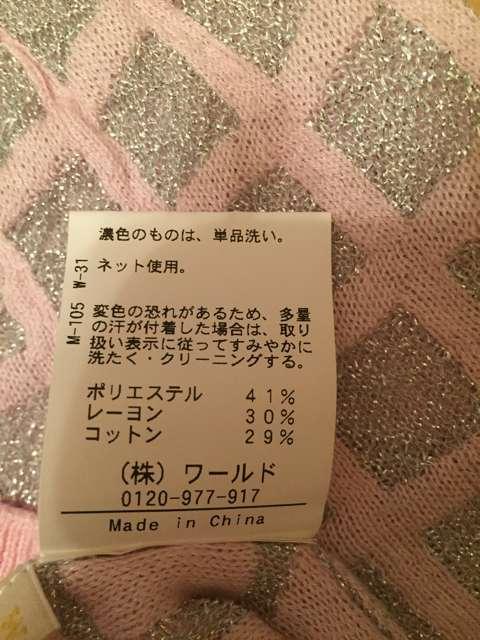 濃色のものは、単品洗い。
ネット使用。
M-105 W-31
変色の恐れがあるため、多量
の汗が付着した場合は、取り
扱い表示に従ってすみやかに
洗たく・クリーニングする。
ポリエステル 41%
レーヨン 30%
コットン 29%
(株)ワールド
0120-977-917
Made in China